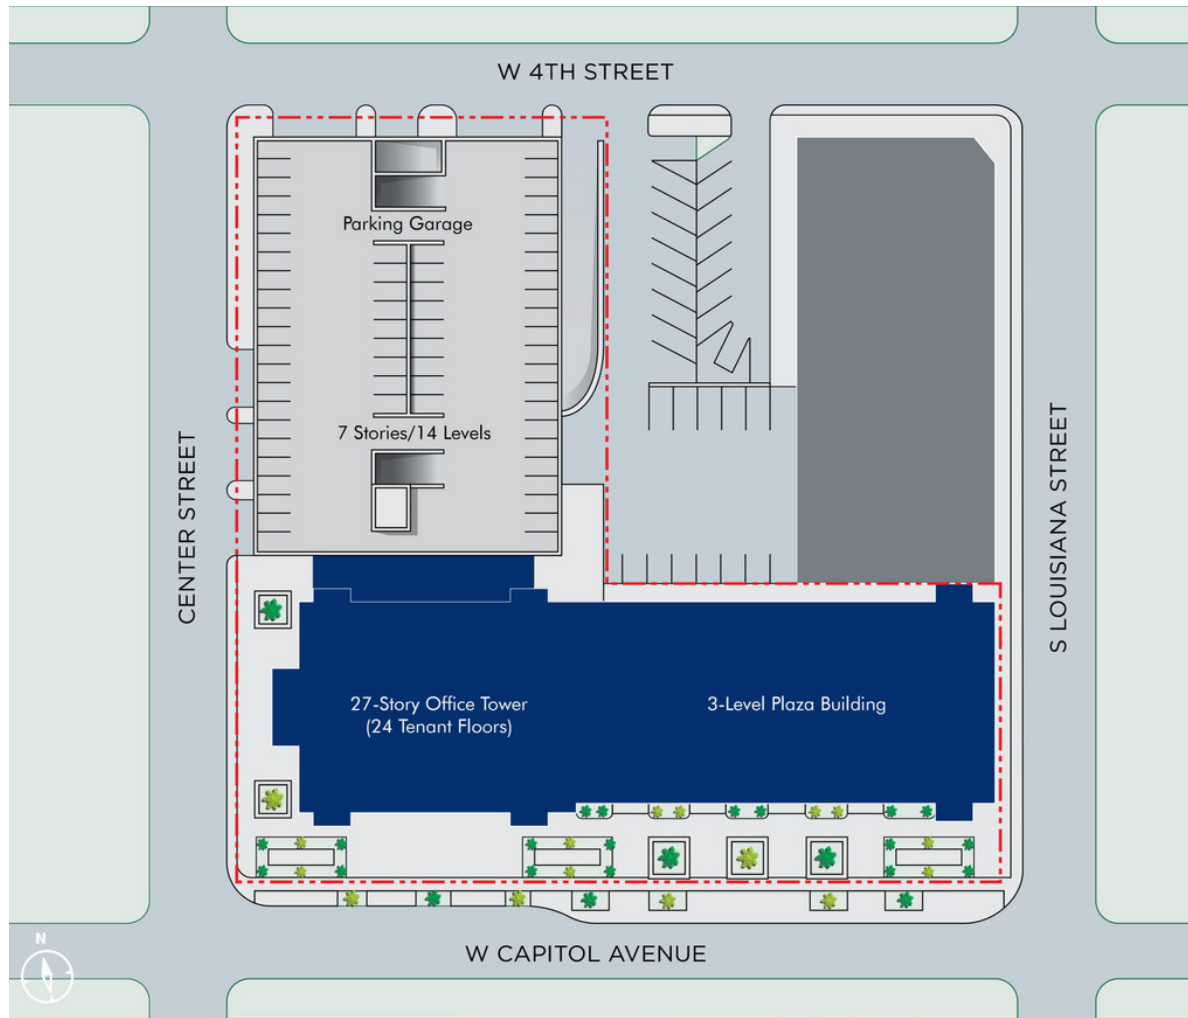 W 4TH STREET
Parking Garage
7 Stories/14 Levels
CENTER STREET
S LOUISIANA STREET
27-Story Office Tower
(24 Tenant Floors)
3-Level Plaza Building
W CAPITOL AVENUE
N